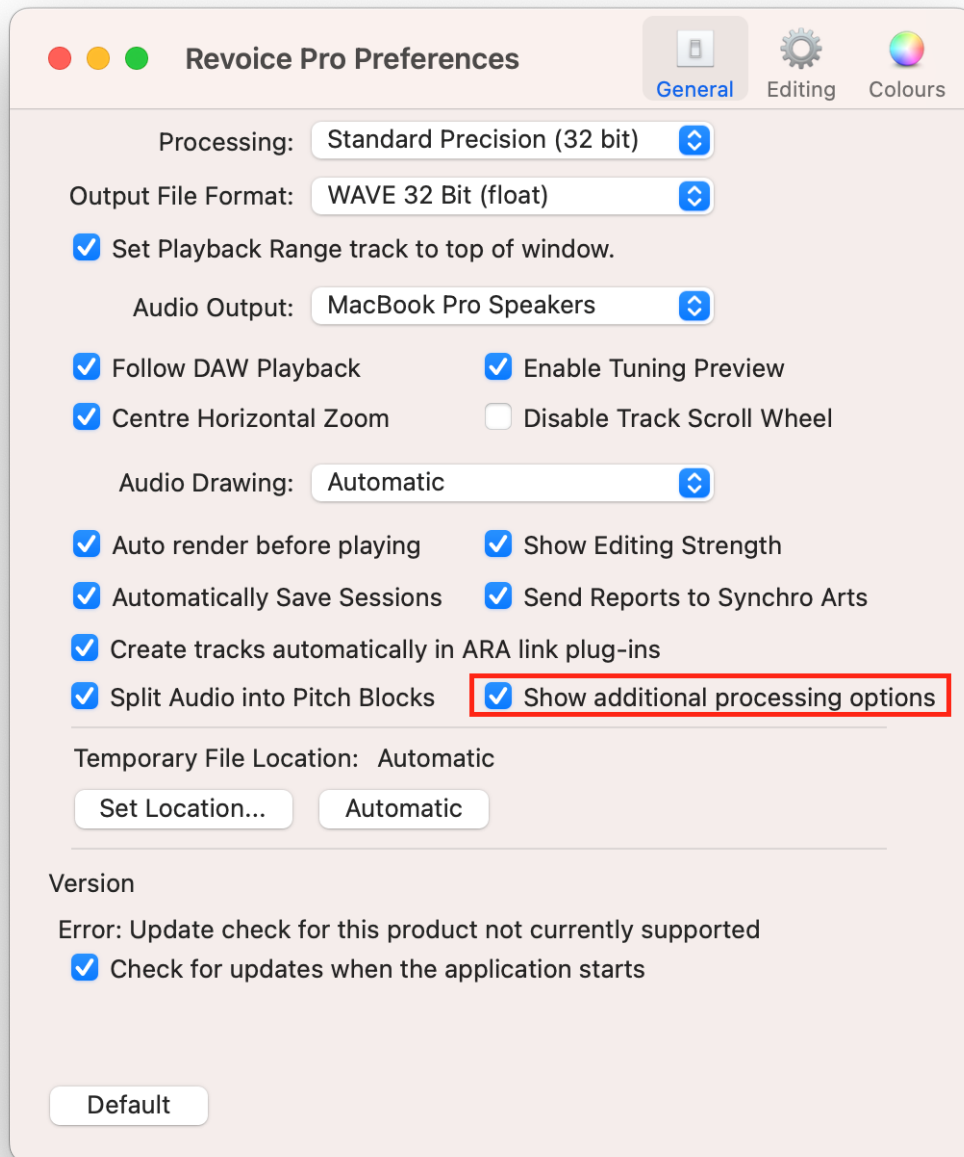 Revoice Pro Preferences
General
Editing
Colours
Processing: Standard Precision (32 bit)
Output File Format: WAVE 32 Bit (float)
Set Playback Range track to top of window.
Audio Output: MacBook Pro Speakers
Follow DAW Playback
Enable Tuning Preview
Centre Horizontal Zoom
Disable Track Scroll Wheel
Audio Drawing: Automatic
Auto render before playing
Show Editing Strength
Automatically Save Sessions
Send Reports to Synchro Arts
Create tracks automatically in ARA link plug-ins
Split Audio into Pitch Blocks
Show additional processing options
Temporary File Location: Automatic
Set Location...
Automatic
Version
Error: Update check for this product not currently supported
Check for updates when the application starts
Default